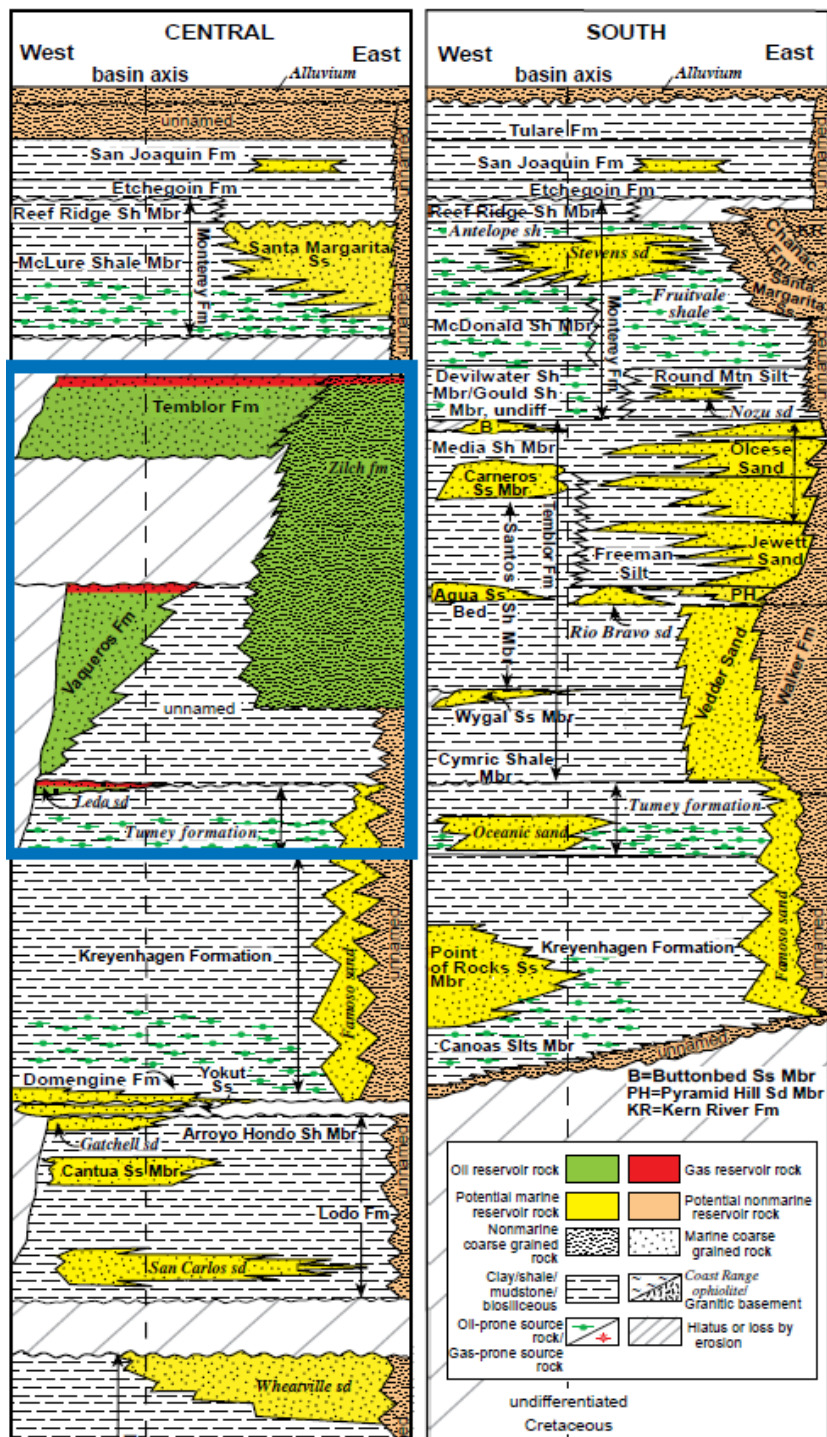 CENTRAL
West
East
basin axis
Alluvium
unnamed
San Joaquin Fm
Etchegoin Fm
Reef Ridge Sh Mbr
Santa Margarita
Ss
McLure Shale Mbr
Monterey Fm
unnamed
unnamed
Temblor Fm
Zilch fm
Vaqueros Fm
unnamed
Leda sd
Tumey formation
Kreyenhagen Formation
Famoso sand
unnamed
Domengine Fm
Yokut
Ss
Gatchell sd
Arroyo Hondo Sh Mbr
Cantua Ss Mbr
Lodo Fm
unnamed
San Carlos sd
Wheatville sd
SOUTH
West
East
basin axis
Alluvium
Tulare Fm
San Joaquin Fm
Etchegoin Fm
unnamed
Reef Ridge Sh Mbr
KR
Antelope sh
Chanac
Fm
Stevens sd
Santa
Margarita
Ss
Fruitvale
shale
McDonald Sh Mbr
Monterey Fm
Devilwater Sh
Mbr/Gould Sh
Mbr, undiff
Round Mtn Silt
Nozu sd
B
Media Sh Mbr
Olcese
Sand
Carneros
Ss Mbr
Temblor Fm
Santos Sh Mbr
Freeman
Silt
Jewett
Sand
Agua Ss
Bed
PH
Rio Bravo sd
Vedder Sand
Walker Fm
Wygal Ss Mbr
Cymric Shale
Mbr
Tumey formation
Oceanic sand
Kreyenhagen Formation
Point
of Rocks Ss
Mbr
Famoso sand
unnamed
Canoas Slts Mbr
unnamed
B=Buttonbed Ss Mbr
PH=Pyramid Hill Sd Mbr
KR=Kern River Fm
Oil reservoir rock
Gas reservoir rock
Potential marine
reservoir rock
Potential nonmarine
reservoir rock
Nonmarine
coarse grained
rock
Marine coarse
grained rock
Clay/shale/
mudstone/
biosiliceous
Coast Range
ophiolite/
Granitic basement
Oil-prone source
rock/
Gas-prone source
rock
Hiatus or loss by
erosion
undifferentiated
Cretaceous